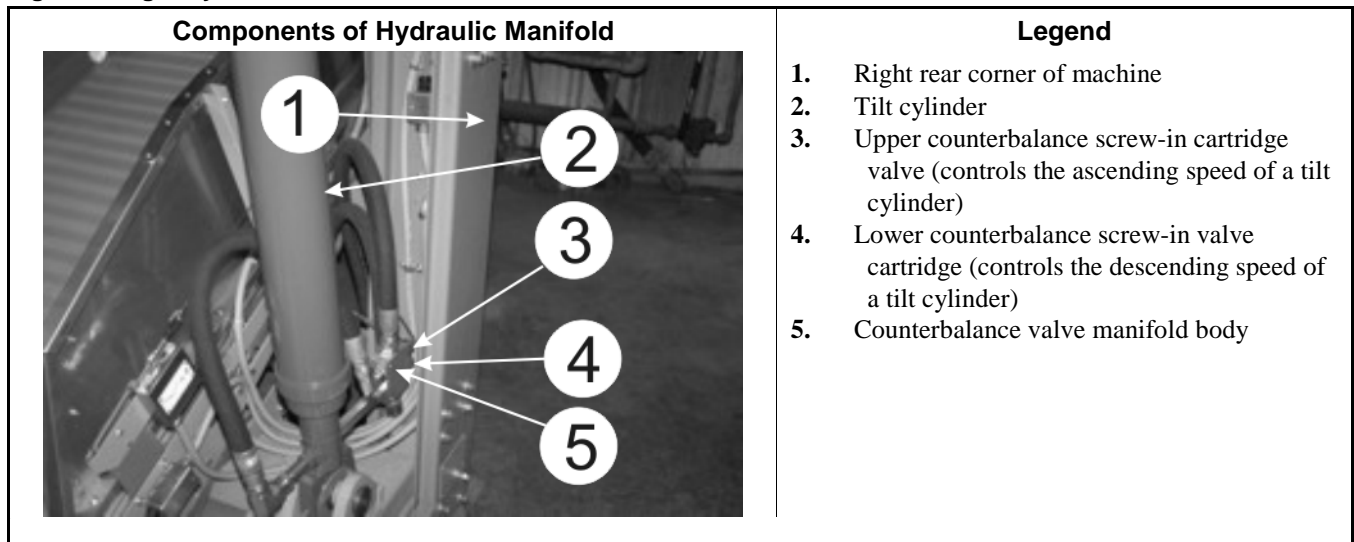 Components of Hydraulic Manifold
1
2
3
4
5
Legend
1. Right rear corner of machine
2. Tilt cylinder
3. Upper counterbalance screw-in cartridge
valve (controls the ascending speed of a tilt
cylinder)
4. Lower counterbalance screw-in valve
cartridge (controls the descending speed of
a tilt cylinder)
5. Counterbalance valve manifold body